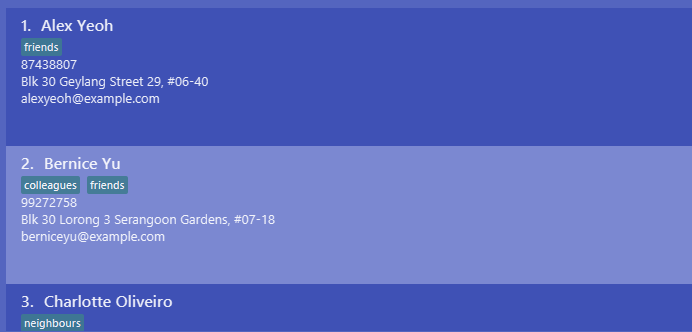 1. Alex Yeoh
friends
87438807
Blk 30 Geylang Street 29, #06-40
alexyeoh@example.com
2. Bernice Yu
colleagues friends
99272758
Blk 30 Lorong 3 Serangoon Gardens, #07-18
berniceyu@example.com
3. Charlotte Oliveiro
neighbours